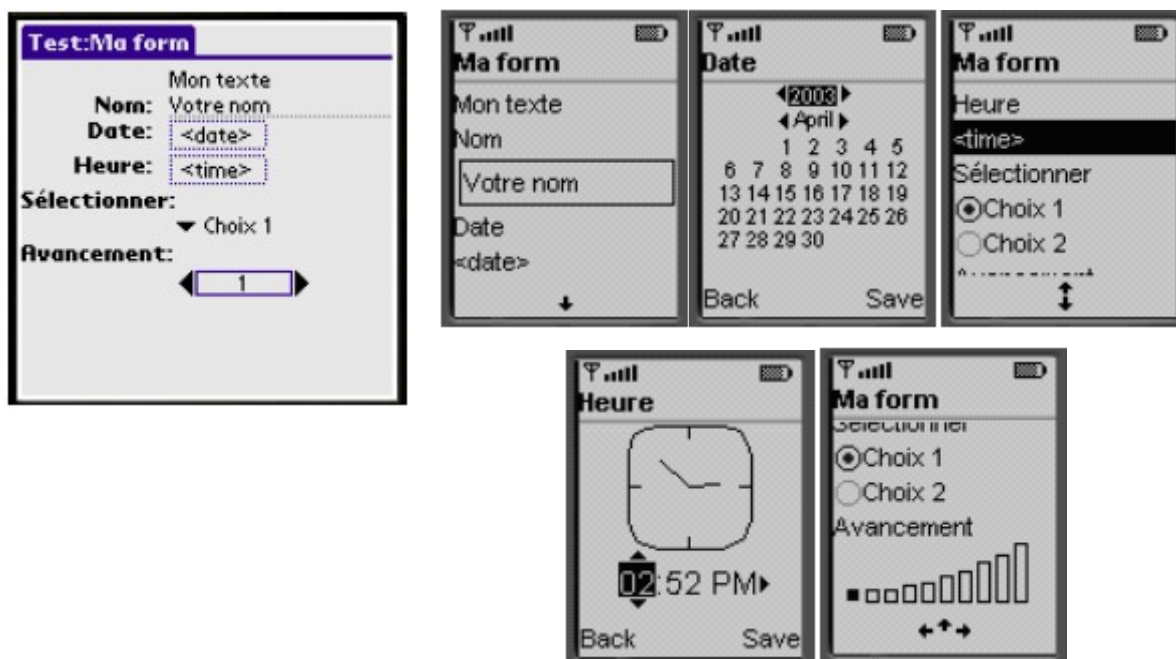 Test:Ma form
Mon texte
Nom: Votre nom
Date: <date>
Heure: <time>
Sélectionner:
Choix 1
Avancement:
1
Ma form
Mon texte
Nom
Votre nom
Date
<date>
Date
2003
April
1 2 3 4 5
6 7 8 9 10 11 12
13 14 15 16 17 18 19
20 21 22 23 24 25 26
27 28 29 30
Back Save
Ma form
Heure
<time>
Sélectionner
Choix 1
Choix 2
Heure
02:52 PM
Back Save
Ma form
Sélectionner
Choix 1
Choix 2
Avancement